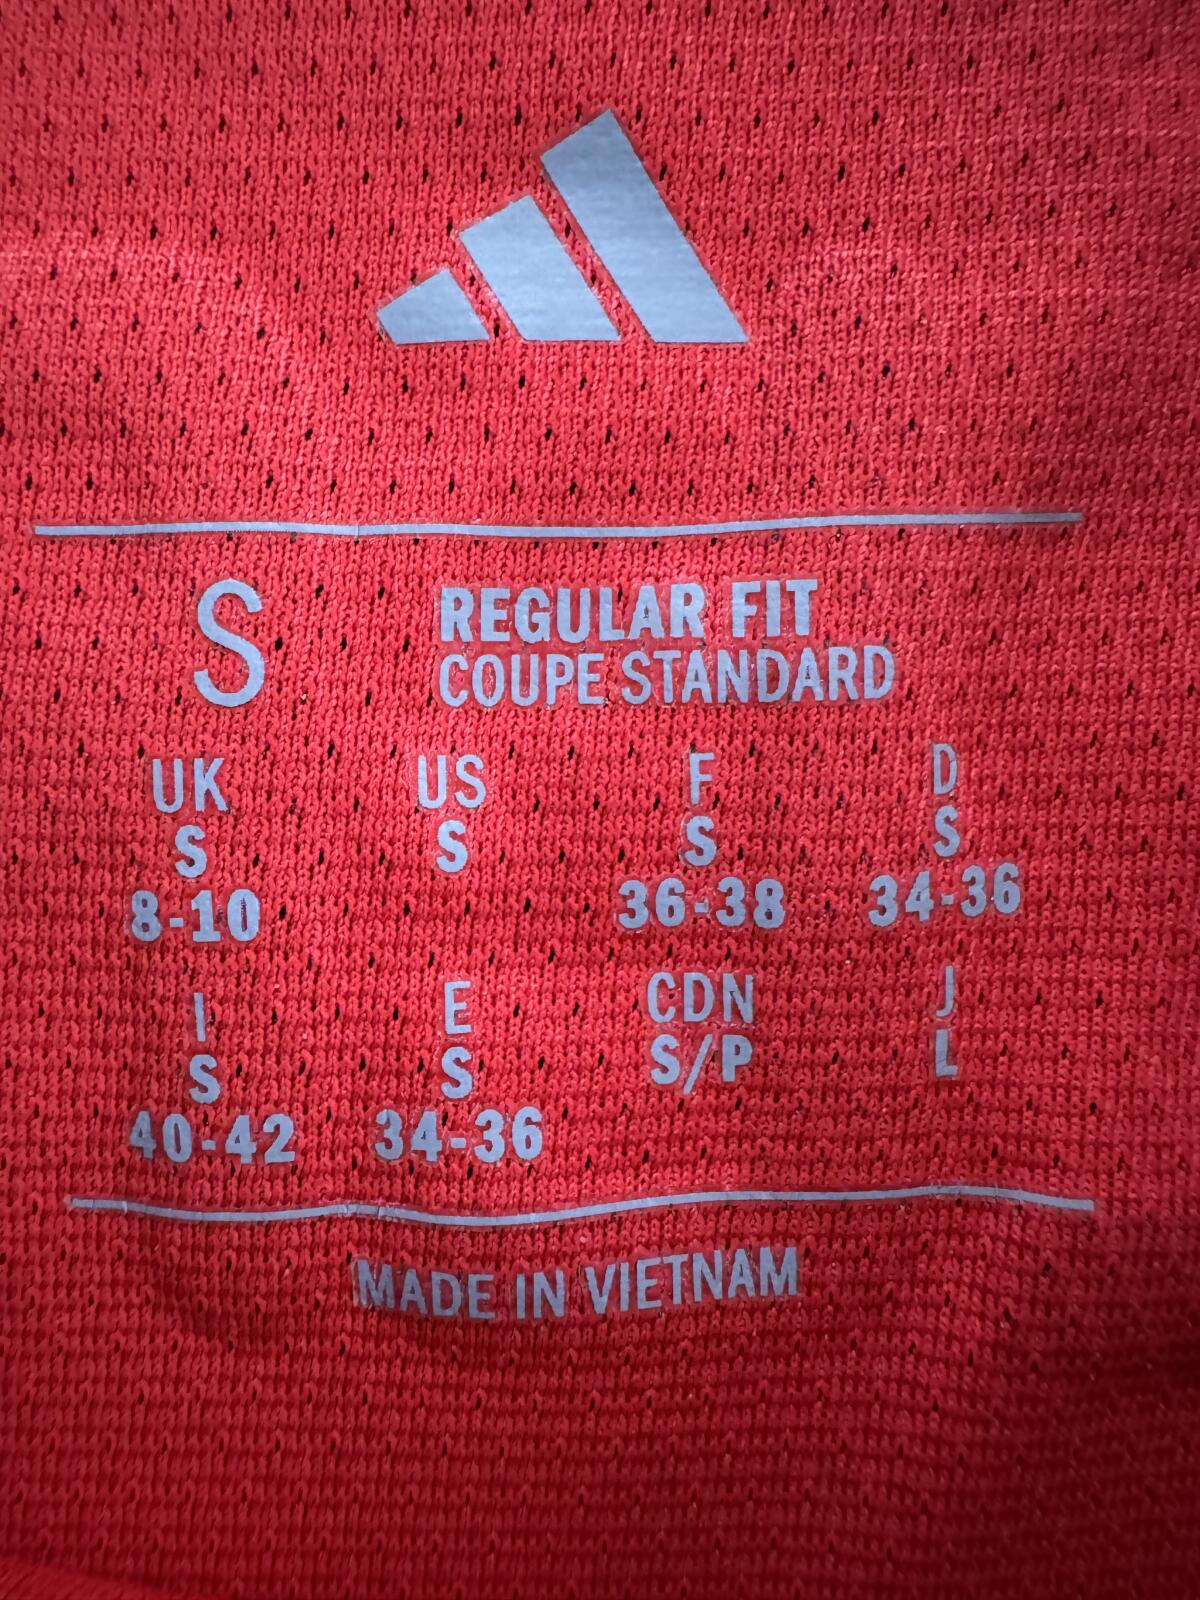 S
REGULAR FIT
COUPE STANDARD
UK US F D
S S S S
8-10 36-38 34-36
I E CDN J
S S S/P L
40-42 34-36
MADE IN VIETNAM